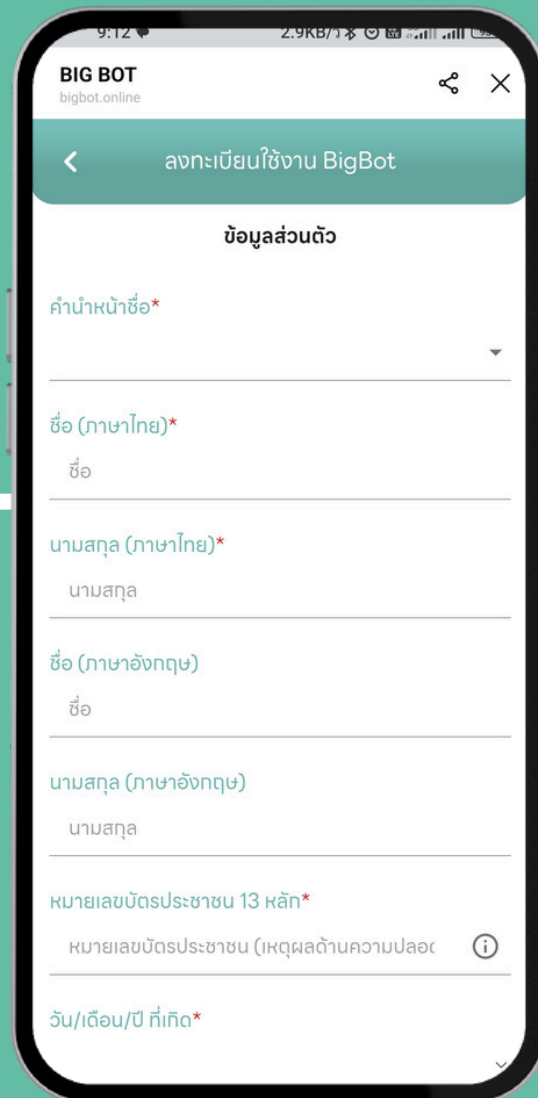 9:12
2.9KB/ว
BIG BOT
bigbot.online
ลงทะเบียนใช้งาน BigBot
ข้อมูลส่วนตัว
คำนำหน้าชื่อ*
ชื่อ (ภาษาไทย)*
ชื่อ
นามสกุล (ภาษาไทย)*
นามสกุล
ชื่อ (ภาษาอังกฤษ)
ชื่อ
นามสกุล (ภาษาอังกฤษ)
นามสกุล
หมายเลขบัตรประชาชน 13 หลัก*
หมายเลขบัตรประชาชน (เหตุผลด้านความปลอด
วัน/เดือน/ปี ที่เกิด*